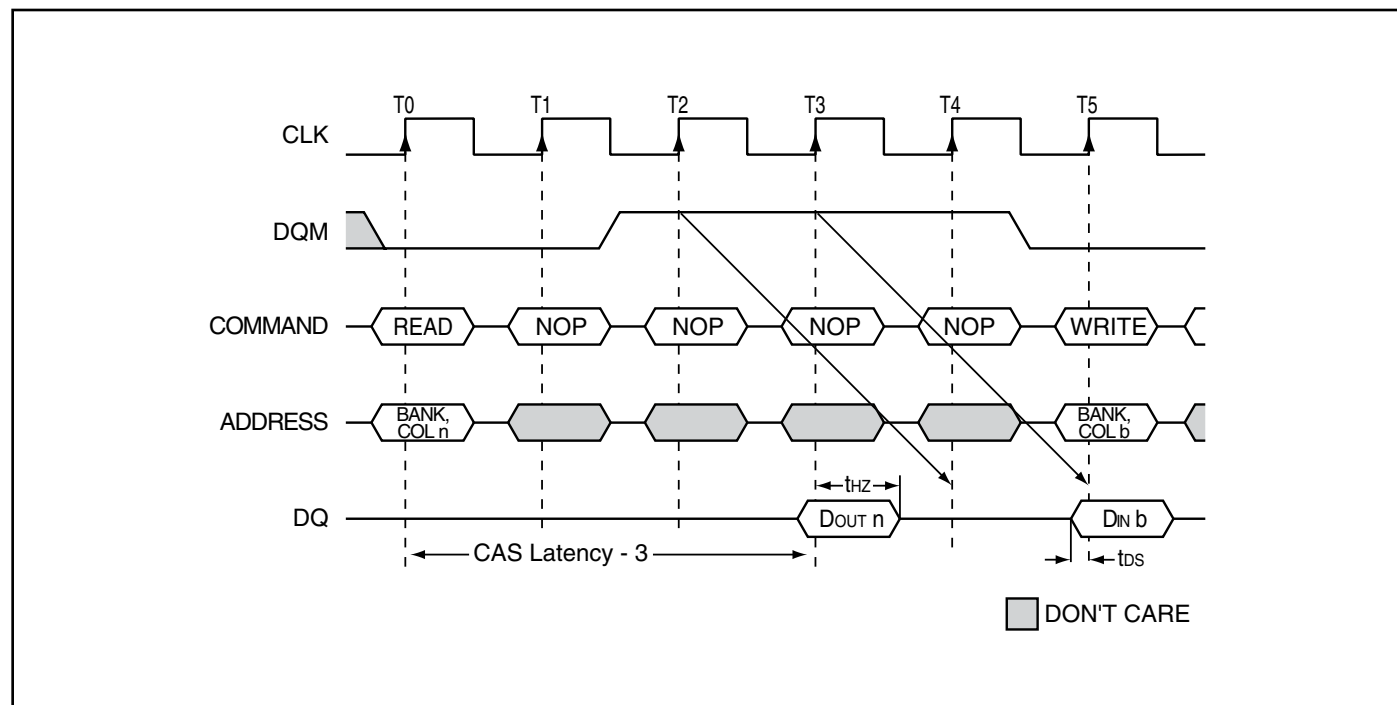 T0 T1 T2 T3 T4 T5
CLK
DQM
COMMAND READ NOP NOP NOP NOP WRITE
ADDRESS BANK, COL n BANK, COL b
tHZ
DQ DOUT n DIN b
CAS Latency - 3 tDS
DON'T CARE